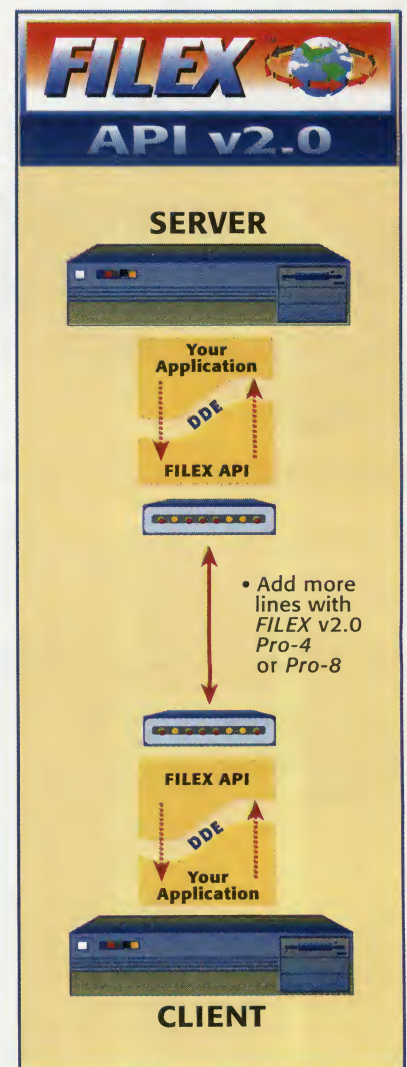 FILEX
API v2.0
SERVER
Your
Application
DDE
FILEX API
• Add more
lines with
FILEX v2.0
Pro-4
or Pro-8
FILEX API
DDE
Your
Application
CLIENT